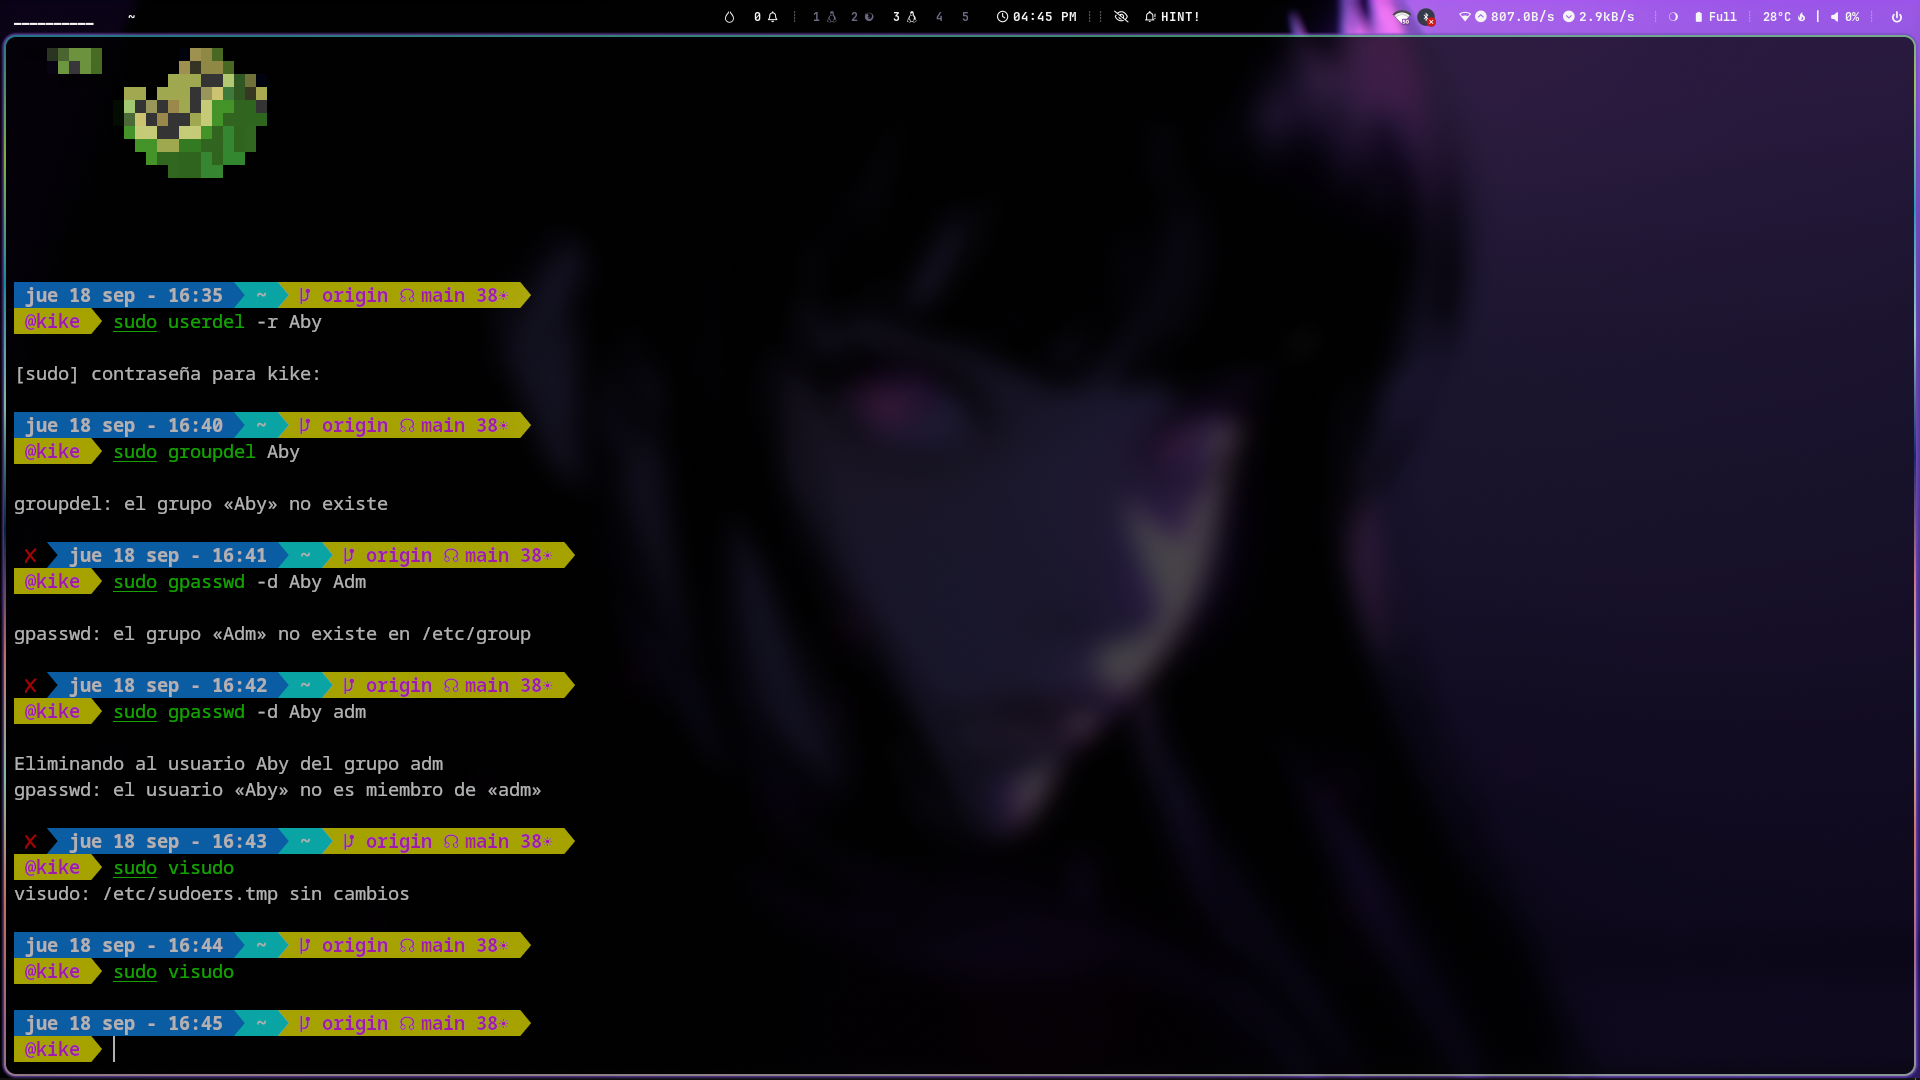 __________ ~ 0 1 2 3 4 5 04:45 PM HINT! 807.0B/s 2.9kB/s Full 28°C 0%
jue 18 sep - 16:35 ~ origin main 38
@kike sudo userdel -r Aby
[sudo] contraseña para kike:
jue 18 sep - 16:40 ~ origin main 38
@kike sudo groupdel Aby
groupdel: el grupo «Aby» no existe
X jue 18 sep - 16:41 ~ origin main 38
@kike sudo gpasswd -d Aby Adm
gpasswd: el grupo «Adm» no existe en /etc/group
X jue 18 sep - 16:42 ~ origin main 38
@kike sudo gpasswd -d Aby adm
Eliminando al usuario Aby del grupo adm
gpasswd: el usuario «Aby» no es miembro de «adm»
X jue 18 sep - 16:43 ~ origin main 38
@kike sudo visudo
visudo: /etc/sudoers.tmp sin cambios
jue 18 sep - 16:44 ~ origin main 38
@kike sudo visudo
jue 18 sep - 16:45 ~ origin main 38
@kike